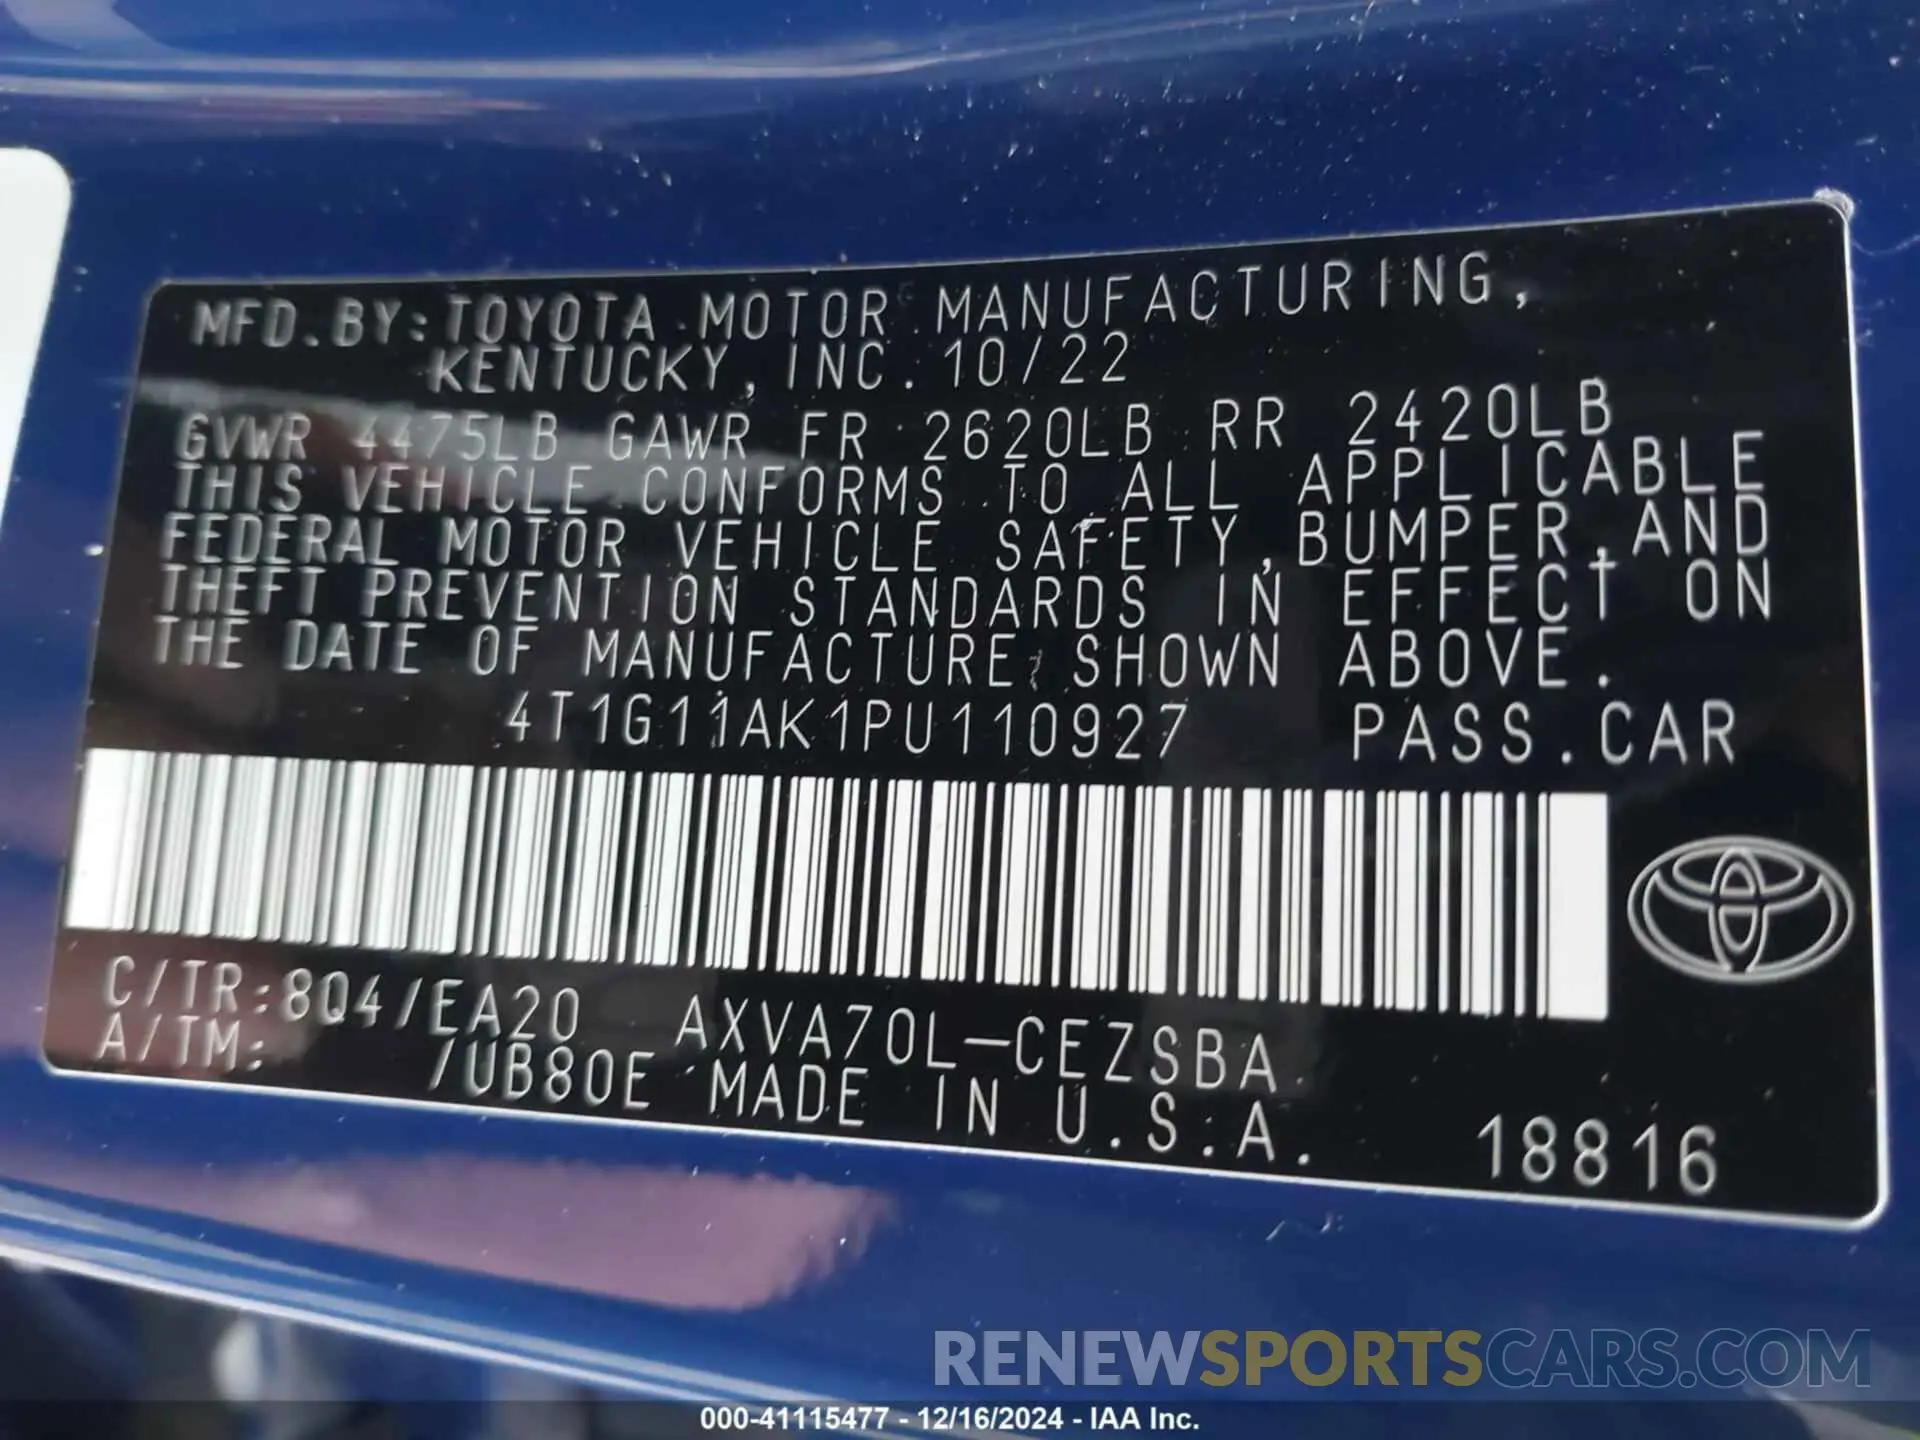 MFD.BY:TOYOTA MOTOR MANUFACTURING,
KENTUCKY, INC. 10/22
GVWR 4475LB GAWR FR 2620LB RR 2420LB
THIS VEHICLE CONFORMS TO ALL APPLICABLE
FEDERAL MOTOR VEHICLE SAFETY, BUMPER, AND
THEFT PREVENTION STANDARDS IN EFFECT ON
THE DATE OF MANUFACTURE SHOWN ABOVE.
4T1G11AK1PU110927 PASS.CAR
C/TR:8Q4/EA20 AXVA70L-CEZSBA
A/TM: /UB80E MADE IN U.S.A. 18816
RENEWSPORTSCARS.COM
000-41115477 - 12/16/2024 - IAA Inc.